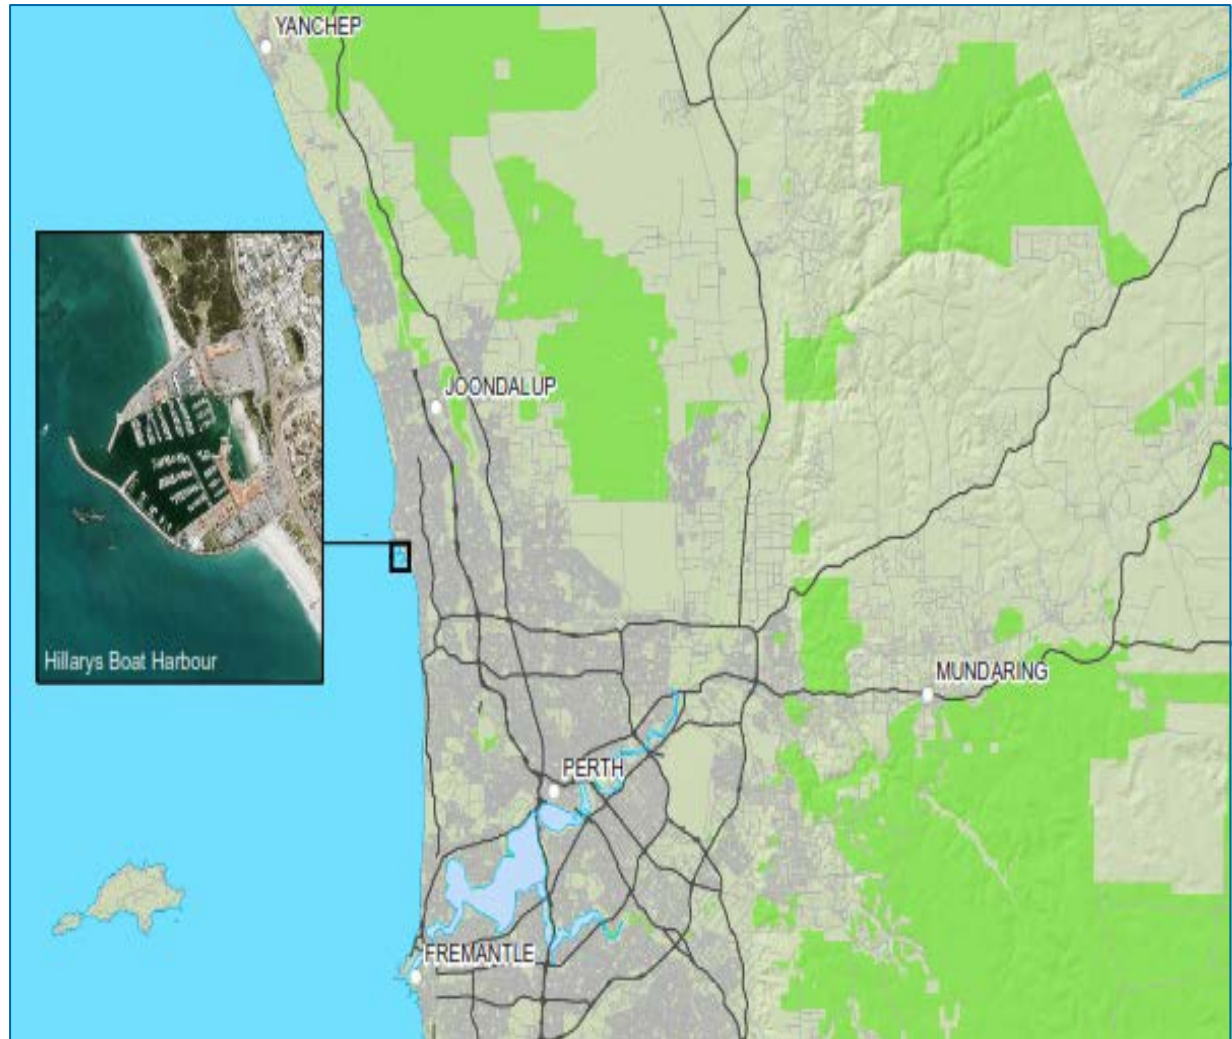 YANCHEP
JOONDALUP
Hillarys Boat Harbour
MUNDARING
PERTH
FREMANTLE